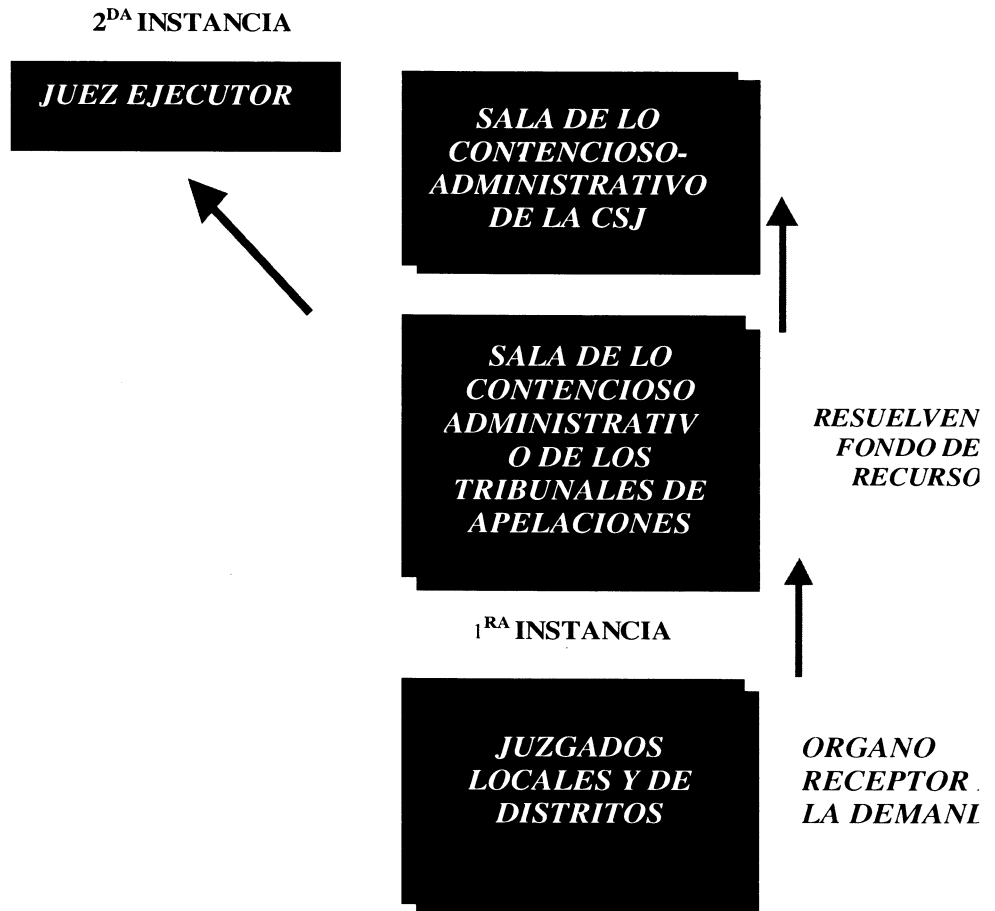 2DA INSTANCIA
JUEZ EJECUTOR
SALA DE LO
CONTENCIOSO-
ADMINISTRATIVO
DE LA CSJ
SALA DE LO
CONTENCIOSO
ADMINISTRATIV
O DE LOS
TRIBUNALES DE
APELACIONES
RESUELVEN
FONDO DE
RECURSO
1RA INSTANCIA
JUZGADOS
LOCALES Y DE
DISTRITOS
ORGANO
RECEPTOR
LA DEMAN